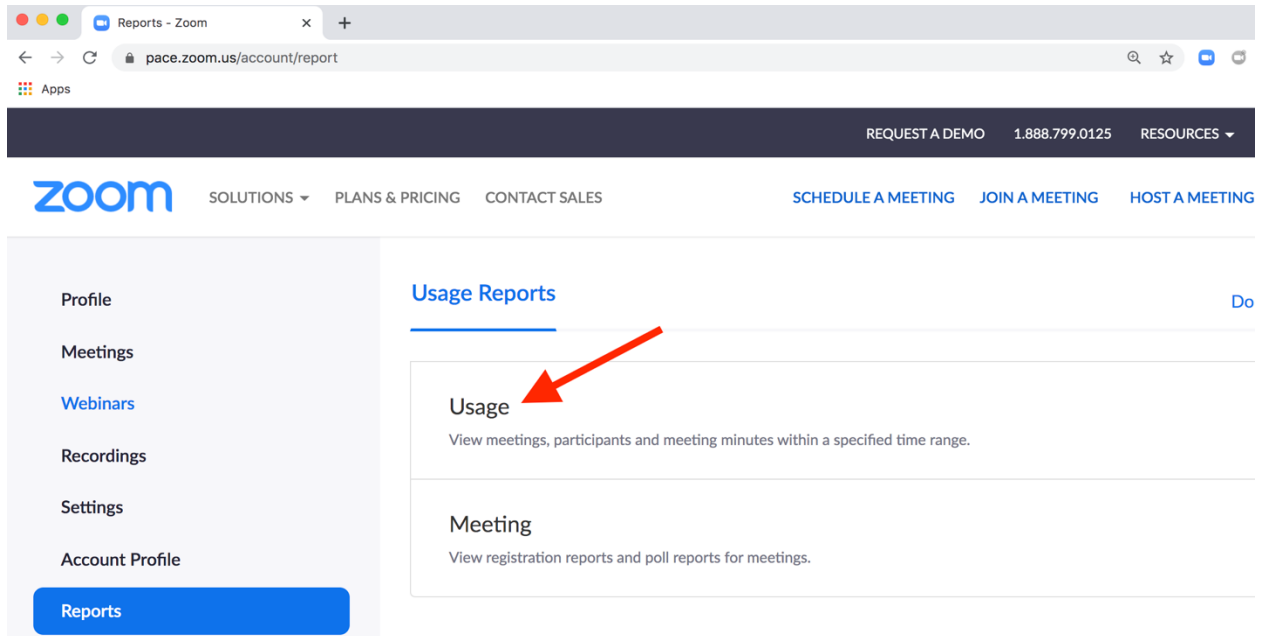 Reports - Zoom
pace.zoom.us/account/report
Apps
REQUEST A DEMO 1.888.799.0125 RESOURCES
zoom SOLUTIONS PLANS & PRICING CONTACT SALES SCHEDULE A MEETING JOIN A MEETING HOST A MEETING
Profile
Meetings
Webinars
Recordings
Settings
Account Profile
Reports
Usage Reports
Do
Usage
View meetings, participants and meeting minutes within a specified time range.
Meeting
View registration reports and poll reports for meetings.